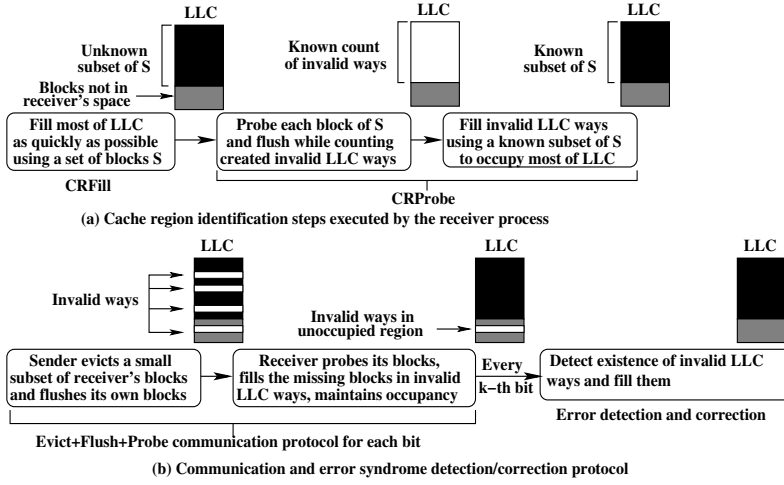 LLC
LLC
LLC
Unknown
subset of S
Known count
of invalid ways
Known
subset of S
Blocks not in
receiver's space
Fill most of LLC
as quickly as possible
using a set of blocks S
Probe each block of S
and flush while counting
created invalid LLC ways
Fill invalid LLC ways
using a known subset of S
to occupy most of LLC
CRFill
CRProbe
(a) Cache region identification steps executed by the receiver process
LLC
LLC
LLC
Invalid ways
Invalid ways in
unoccupied region
Sender evicts a small
subset of receiver's blocks
and flushes its own blocks
Receiver probes its blocks,
fills the missing blocks in invalid
LLC ways, maintains occupancy
Every
k−th bit
Detect existence of invalid LLC
ways and fill them
Error detection and correction
Evict+Flush+Probe communication protocol for each bit
(b) Communication and error syndrome detection/correction protocol